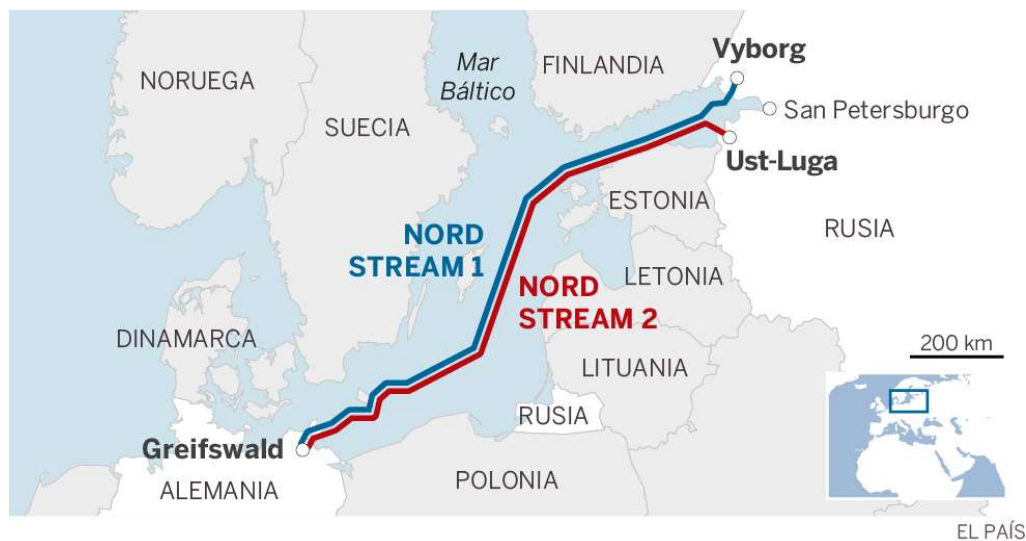 Vyborg
Mar
Báltico
FINLANDIA
NORUEGA
San Petersburgo
SUECIA
Ust-Luga
ESTONIA
NORD
STREAM 1
RUSIA
LETONIA
NORD
STREAM 2
DINAMARCA
200 km
LITUANIA
RUSIA
Greifswald
POLONIA
ALEMANIA
EL PAÍS